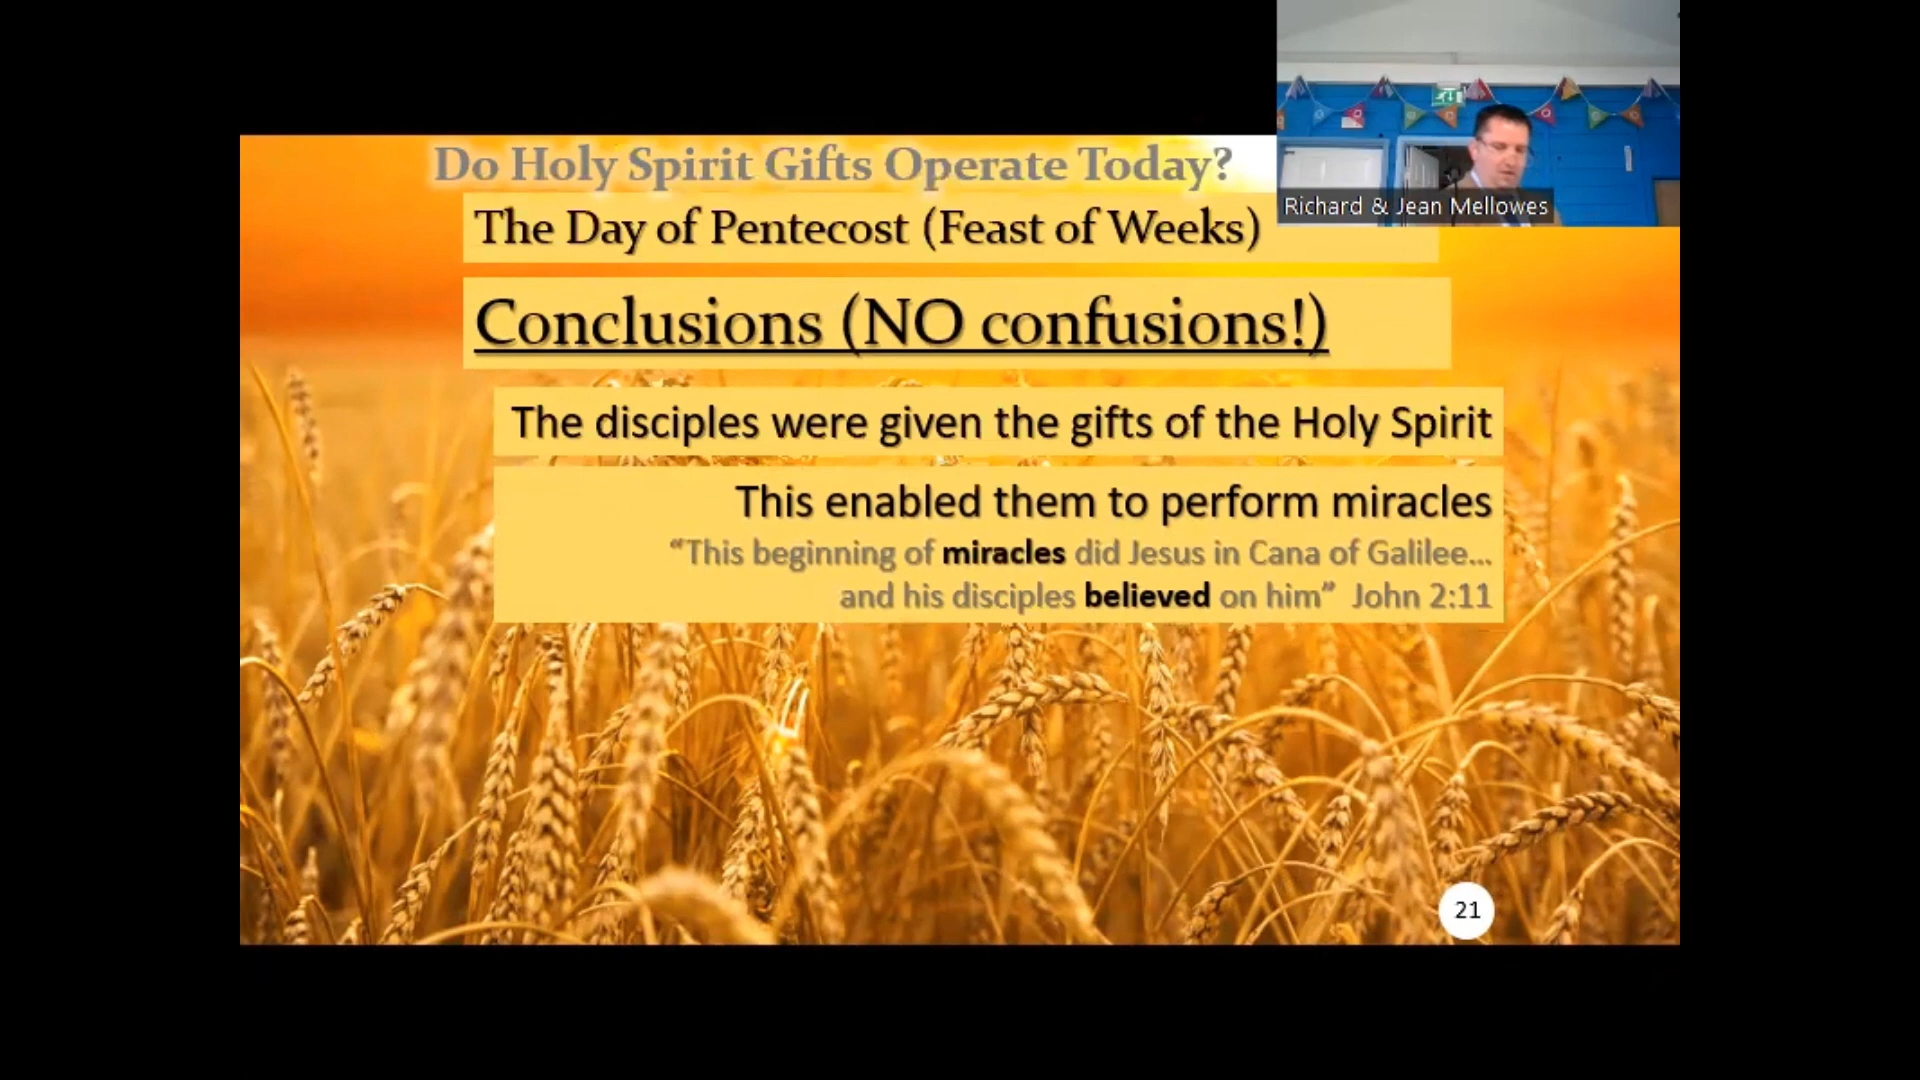 Do Holy Spirit Gifts Operate Today?
Richard & Jean Mellowes
The Day of Pentecost (Feast of Weeks)
Conclusions (NO confusions!)
The disciples were given the gifts of the Holy Spirit
This enabled them to perform miracles
“This beginning of miracles did Jesus in Cana of Galilee...
and his disciples believed on him” John 2:11
21